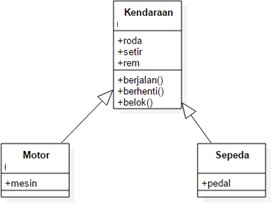 Kendaraan
+roda
+setir
+rem
+berjalan()
+berhenti()
+belok()
Motor
+mesin
Sepeda
+pedal